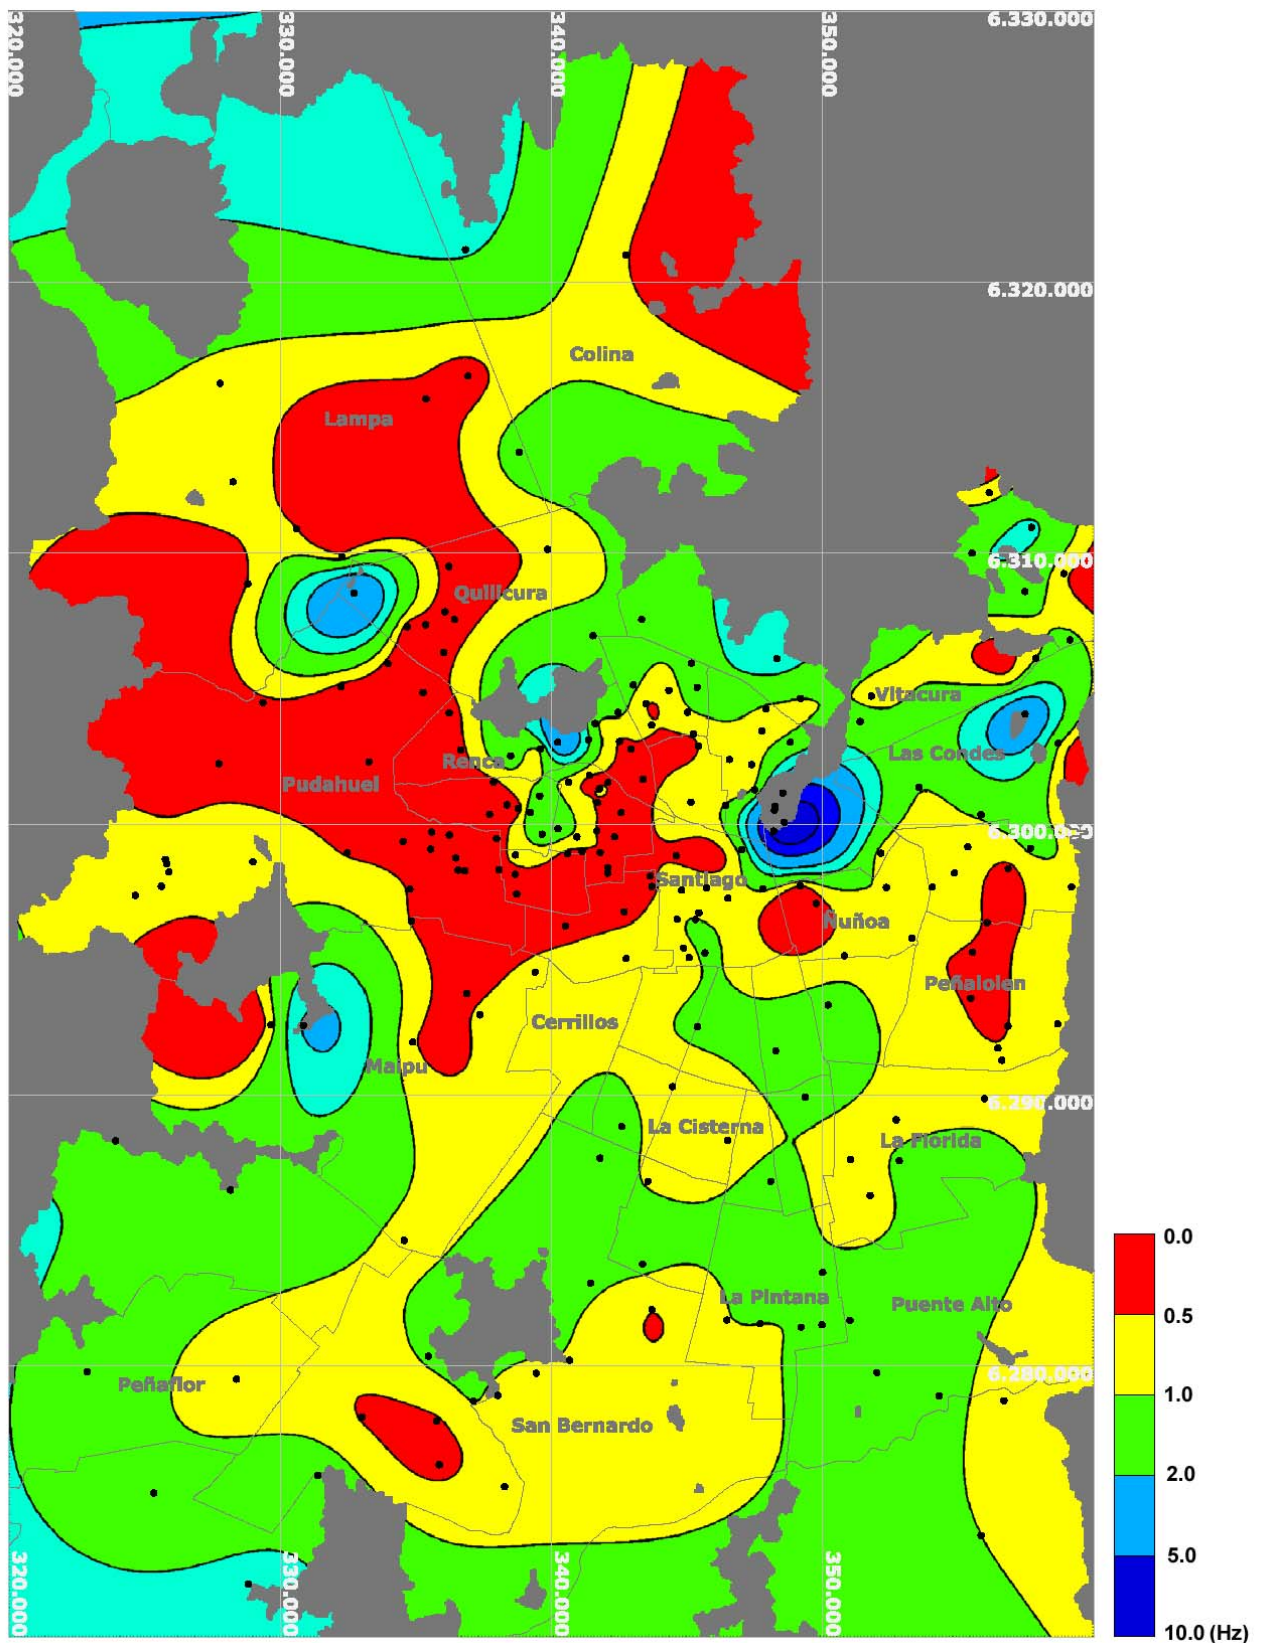 320.000
330.000
340.000
350.000
6.330.000
6.320.000
Colina
Lampa
6.310.000
Quilicura
Vitacura
Las Condes
Renca
Pudahuel
6.300.000
Santiago
Ñuñoa
Peñalolen
Cerrillos
Maipu
6.290.000
La Cisterna
La Florida
La Pintana
Puente Alto
6.280.000
Peñaflor
San Bernardo
320.000
330.000
340.000
350.000
0.0
0.5
1.0
2.0
5.0
10.0 (Hz)